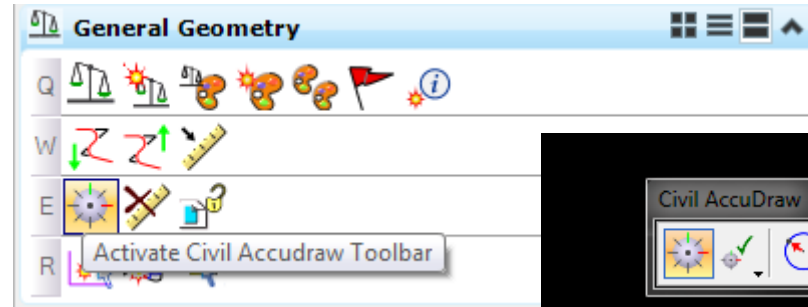 General Geometry
Q
W
E
Activate Civil Accudraw Toolbar
R
Civil AccuDraw